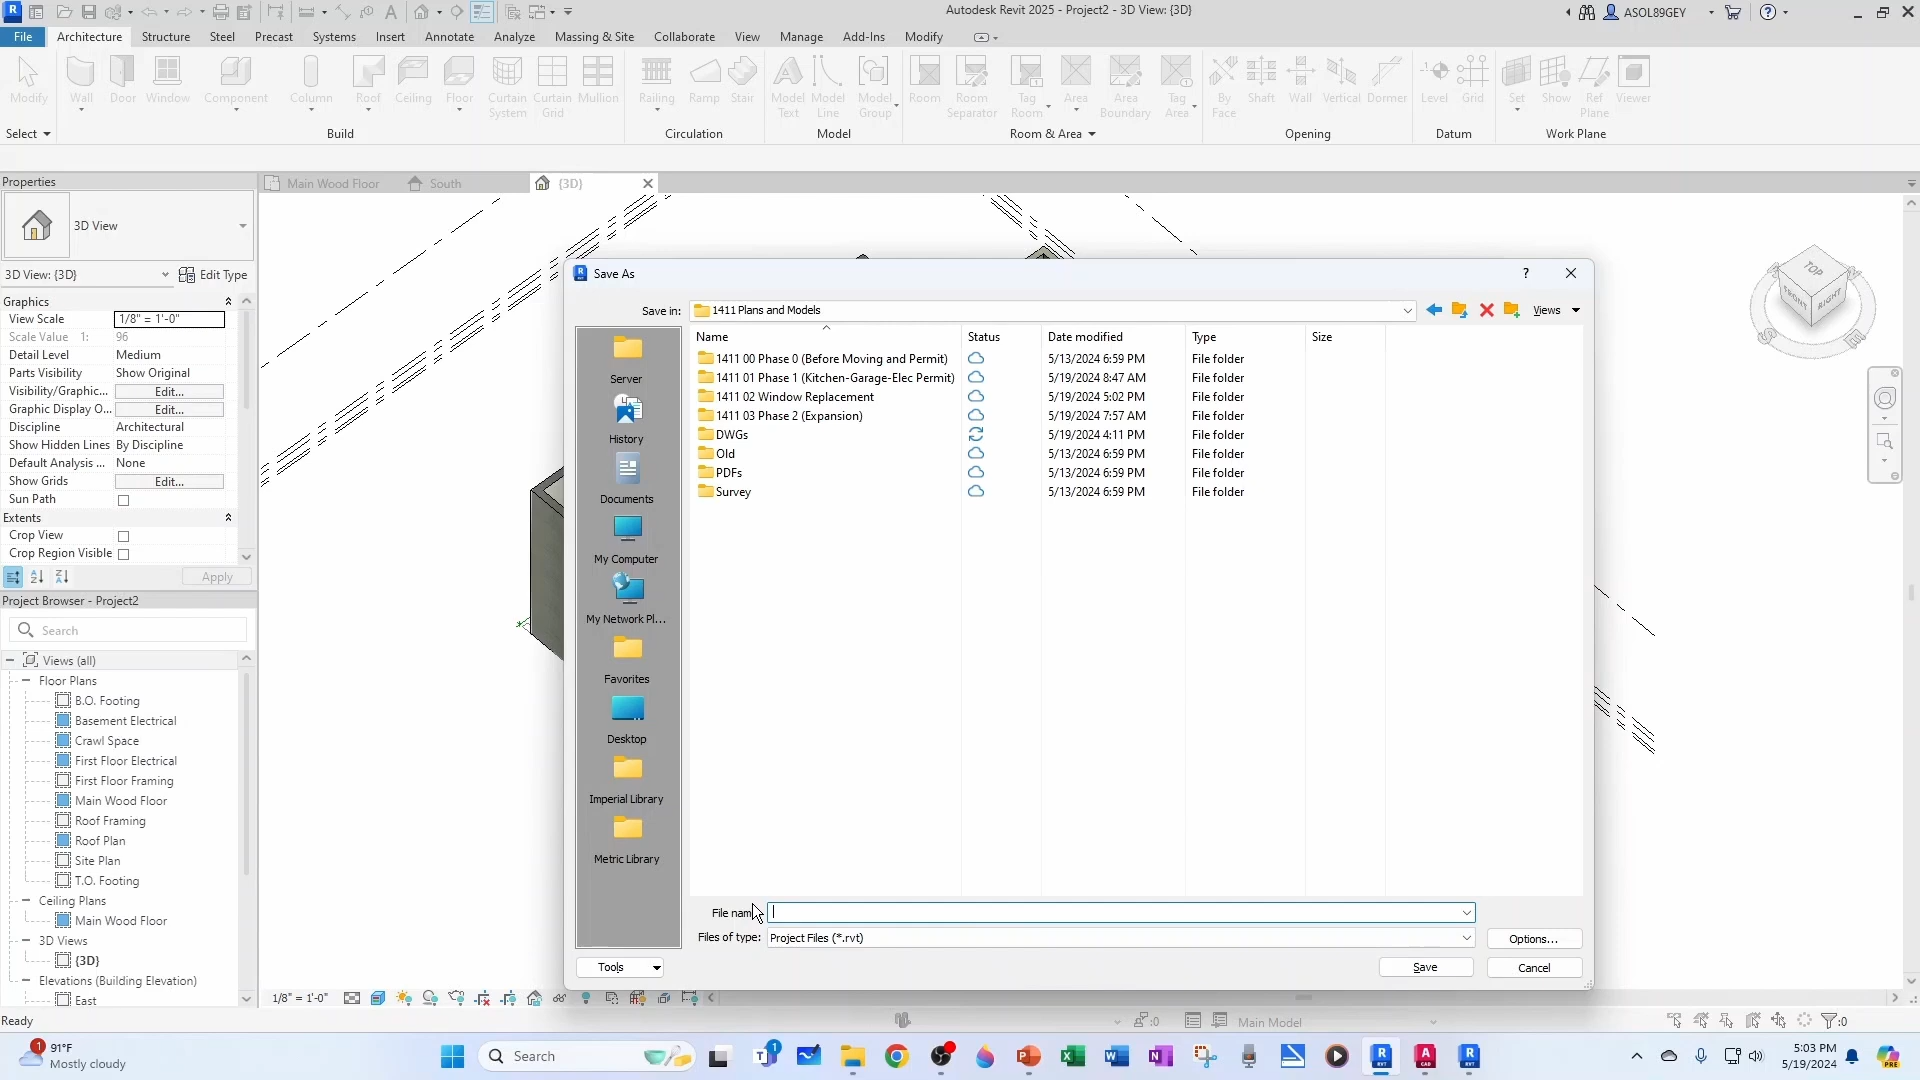 Autodesk Revit 2025 - Project2 - 3D View: {3D}
ASOL89GEY
File Architecture Structure Steel Precast Systems Insert Annotate Analyze Massing & Site Collaborate View Manage Add-Ins Modify
Modify Wall Door Window Component Column Roof Ceiling Floor Curtain System Curtain Grid Mullion Railing Ramp Stair Model Text Model Line Model Group Room Room Separator Tag Room Area Area Boundary Tag Area By Face Shaft Wall Vertical Dormer Level Grid Set Show Ref Plane Viewer
Select Build Circulation Model Room & Area Opening Datum Work Plane
Properties
Main Wood Floor South {3D}
3D View
3D View: {3D} Edit Type
Graphics
View Scale 1/8" = 1'-0"
Scale Value 1: 96
Detail Level Medium
Parts Visibility Show Original
Visibility/Graphic... Edit...
Graphic Display O... Edit...
Discipline Architectural
Show Hidden Lines By Discipline
Default Analysis ... None
Show Grids Edit...
Sun Path
Extents
Crop View
Crop Region Visible
Apply
Project Browser - Project2
Search
Views (all)
Floor Plans
B.O. Footing
Basement Electrical
Crawl Space
First Floor Electrical
First Floor Framing
Main Wood Floor
Roof Framing
Roof Plan
Site Plan
T.O. Footing
Ceiling Plans
Main Wood Floor
3D Views
{3D}
Elevations (Building Elevation)
East
TOP
FRONT
RIGHT
Save As
Save in: 1411 Plans and Models Views
Name Status Date modified Type Size
1411 00 Phase 0 (Before Moving and Permit) 5/13/2024 6:59 PM File folder
1411 01 Phase 1 (Kitchen-Garage-Elec Permit) 5/19/2024 8:47 AM File folder
1411 02 Window Replacement 5/19/2024 5:02 PM File folder
1411 03 Phase 2 (Expansion) 5/19/2024 7:57 AM File folder
DWGs 5/19/2024 4:11 PM File folder
Old 5/13/2024 6:59 PM File folder
PDFs 5/13/2024 6:59 PM File folder
Survey 5/13/2024 6:59 PM File folder
Server
History
Documents
My Computer
My Network Pl...
Favorites
Desktop
Imperial Library
Metric Library
File nam
Files of type: Project Files (*.rvt) Options...
Tools Save Cancel
1/8" = 1'-0"
Ready :0 Main Model :0
1 91°F
Mostly cloudy
Search
1
5:03 PM
5/19/2024
PRE